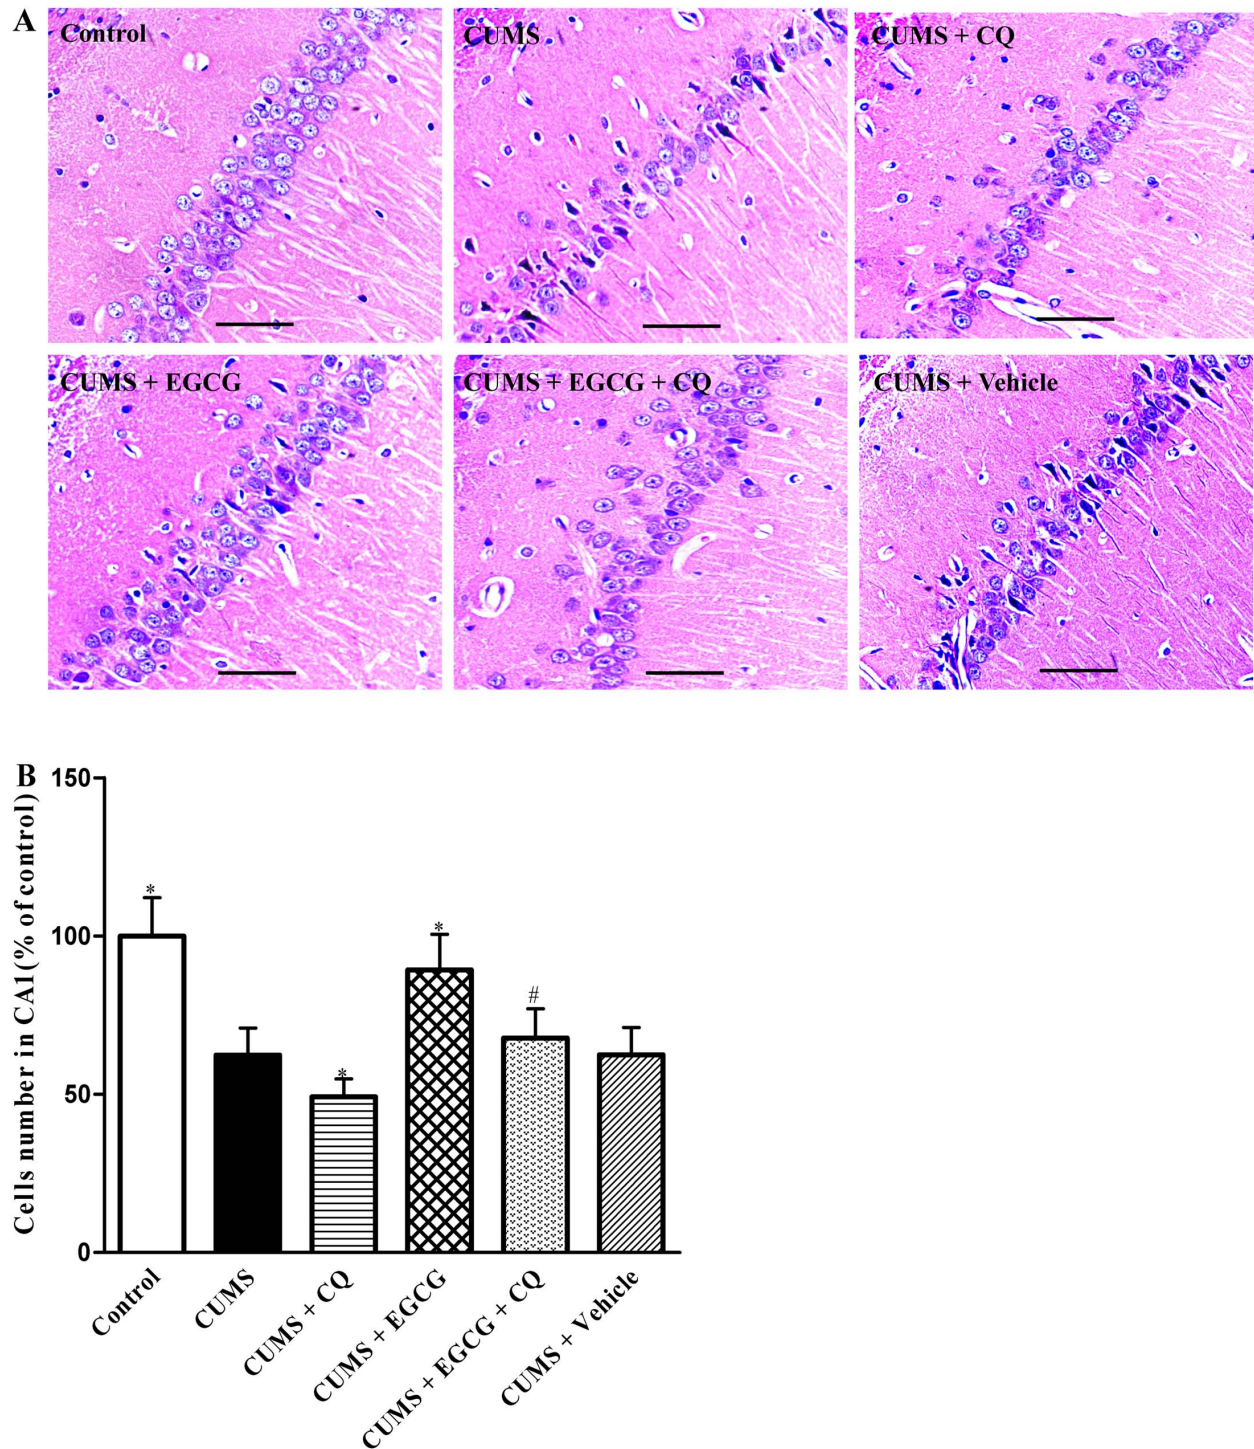 A
Control
CUMS
CUMS + CQ
CUMS + EGCG
CUMS + EGCG + CQ
CUMS + Vehicle
B
Cells number in CA1(% of control)
150
100
50
0
*
*
*
#
Control
CUMS
CUMS + CQ
CUMS + EGCG
CUMS + EGCG + CQ
CUMS + Vehicle